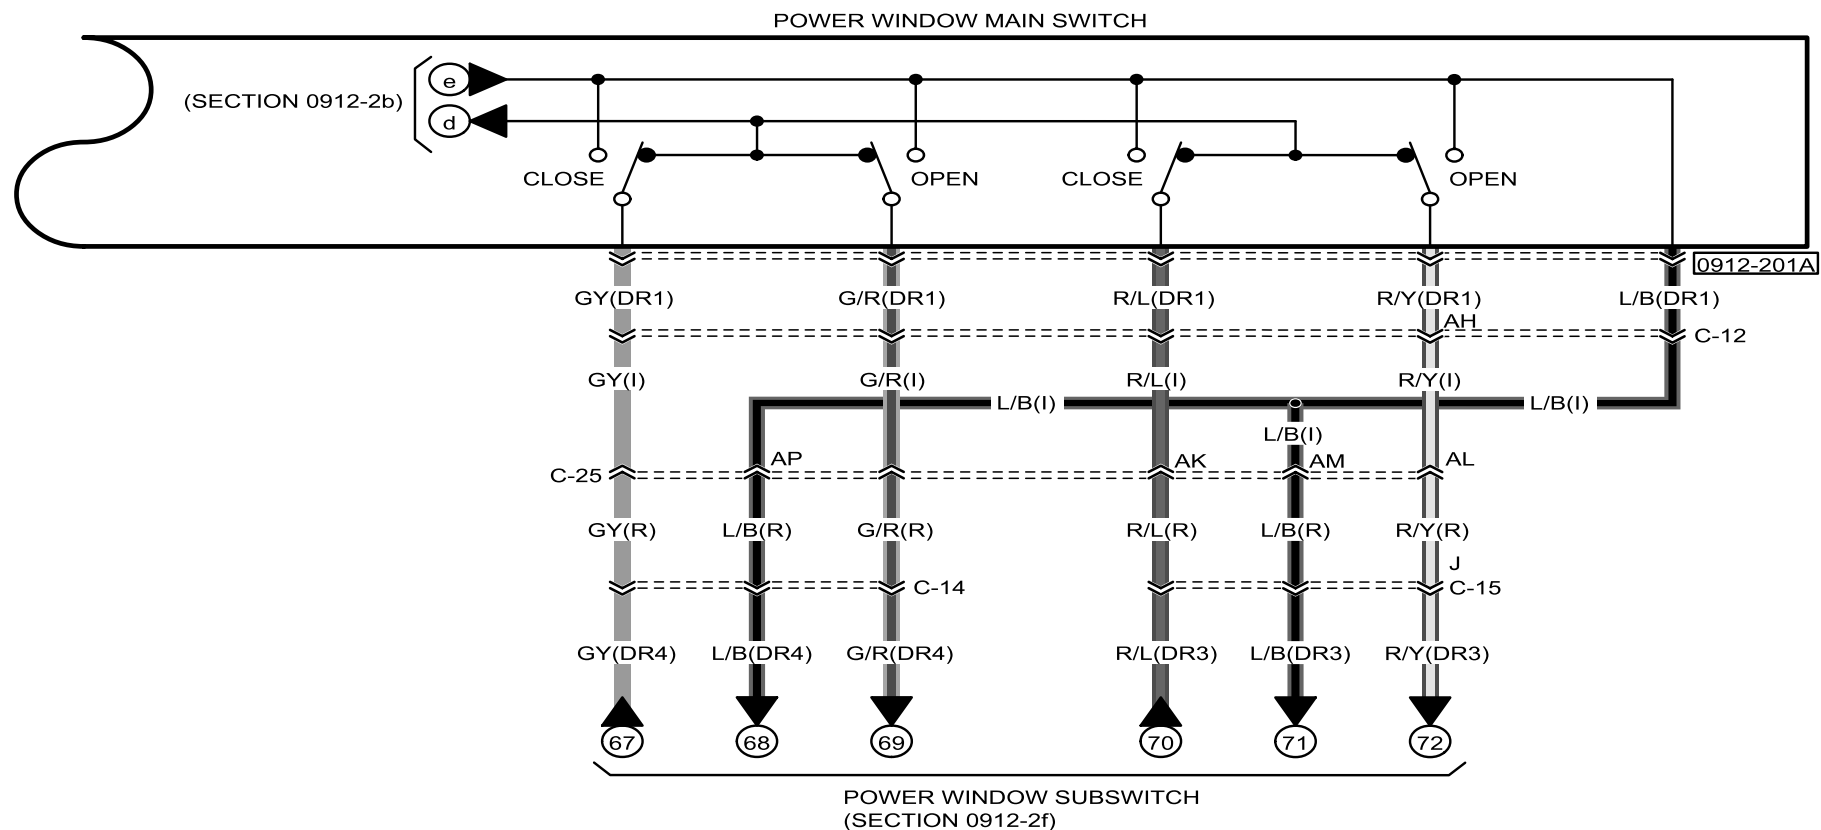 POWER WINDOW MAIN SWITCH
e
(SECTION 0912-2b)
d
CLOSE OPEN CLOSE OPEN
0912-201A
GY(DR1) G/R(DR1) R/L(DR1) R/Y(DR1) L/B(DR1)
AH
C-12
GY(I) G/R(I) R/L(I) R/Y(I)
L/B(I) L/B(I)
L/B(I)
AP AK AM AL
C-25
GY(R) L/B(R) G/R(R) R/L(R) L/B(R) R/Y(R)
J
C-14 C-15
GY(DR4) L/B(DR4) G/R(DR4) R/L(DR3) L/B(DR3) R/Y(DR3)
67 68 69 70 71 72
POWER WINDOW SUBSWITCH
(SECTION 0912-2f)